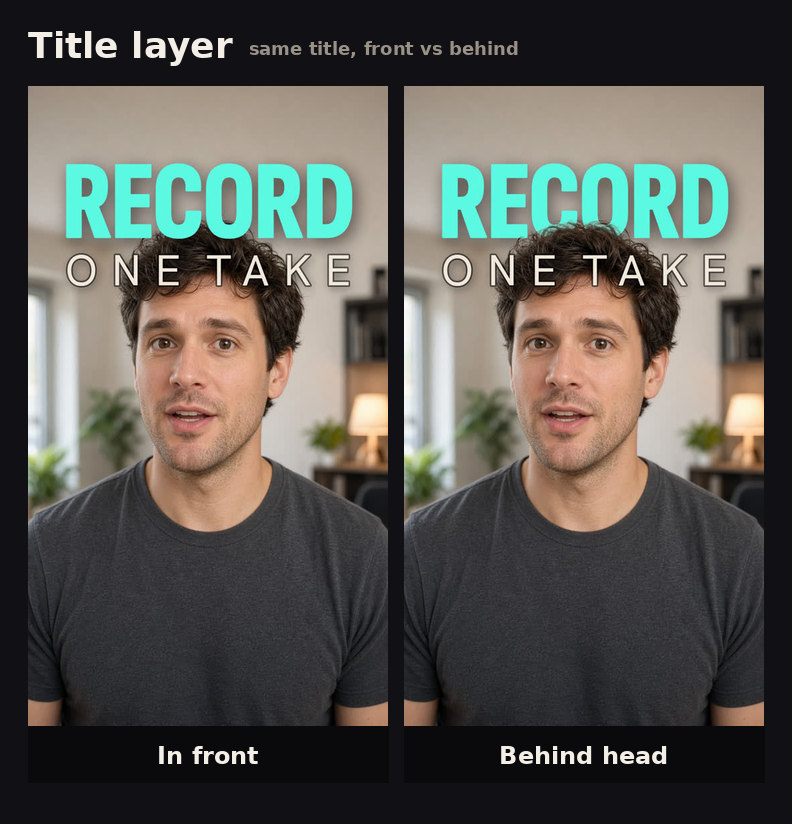 Title layer same title, front vs behind
RECORD
ONE TAKE
RECORD
ONE TAKE
In front
Behind head